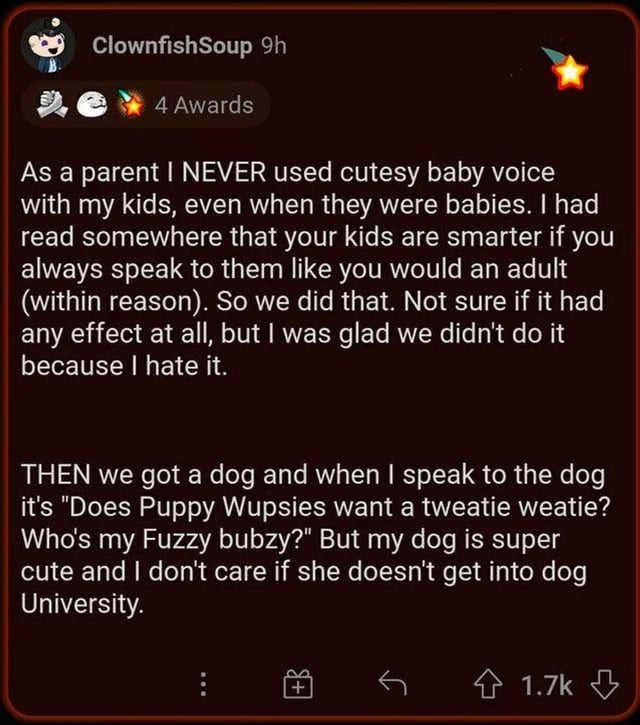 ClownfishSoup 9h
4 Awards
As a parent I NEVER used cutesy baby voice
with my kids, even when they were babies. I had
read somewhere that your kids are smarter if you
always speak to them like you would an adult
(within reason). So we did that. Not sure if it had
any effect at all, but I was glad we didn't do it
because I hate it.
THEN we got a dog and when I speak to the dog
it's "Does Puppy Wupsies want a tweatie weatie?
Who's my Fuzzy bubzy?" But my dog is super
cute and I don't care if she doesn't get into dog
University.
1.7k